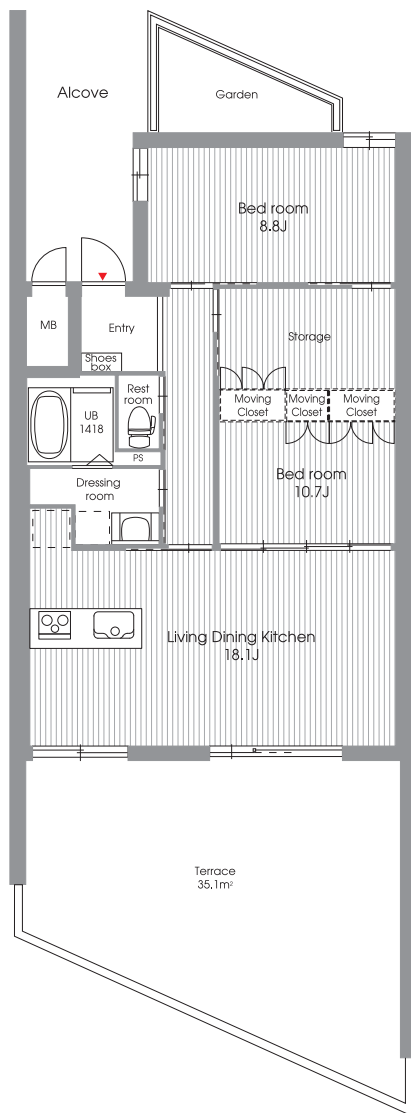 Alcove
Garden
Bed room
8.8J
MB
Entry
Storage
Shoes
box
Rest
room
Moving
Closet
Moving
Closet
Moving
Closet
UB
1418
PS
Bed room
10.7J
Dressing
room
Living Dining Kitchen
18.1J
Terrace
35.1m²